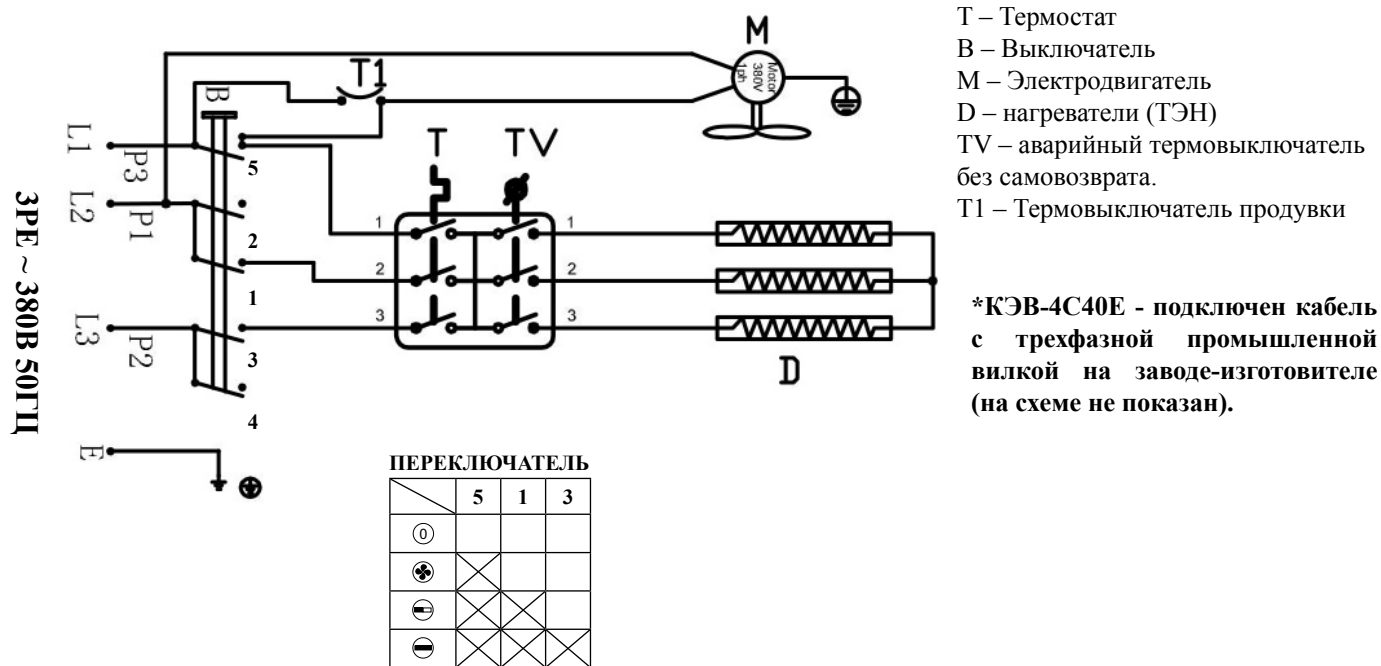 M
T – Термостат
В – Выключатель
М – Электродвигатель
D – нагреватели (ТЭН)
TV – аварийный термовыключатель
без самовозврата.
Т1 – Термовыключатель продувки
*КЭВ-4С40Е - подключен кабель
с трехфазной промышленной
вилкой на заводе-изготовителе
(на схеме не показан).
T1
Motor
380V
1ph
B
T
TV
L1
P3
5
L2
P1
2
1
L3
P2
3
4
E
3PE ~ 380В 50ГЦ
1
2
3
1
2
3
D
ПЕРЕКЛЮЧАТЕЛЬ
5 1 3
0